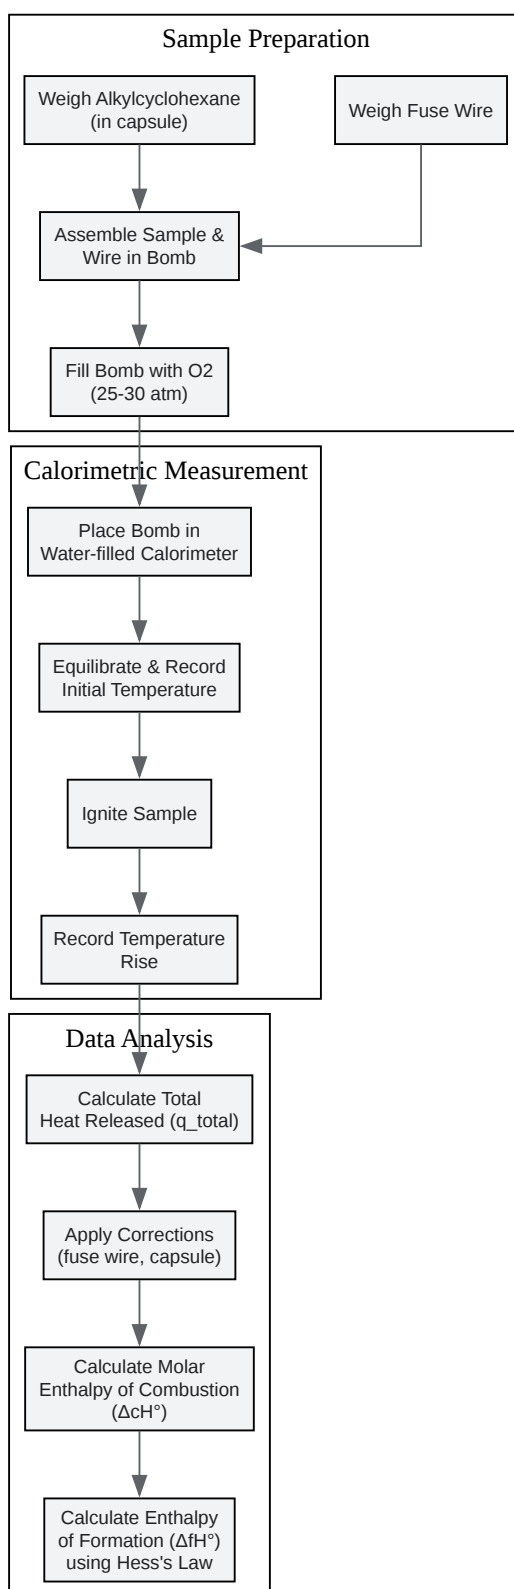 Sample Preparation
Weigh Alkylcyclohexane
(in capsule)
Weigh Fuse Wire
Assemble Sample &
Wire in Bomb
Fill Bomb with O2
(25-30 atm)
Calorimetric Measurement
Place Bomb in
Water-filled Calorimeter
Equilibrate & Record
Initial Temperature
Ignite Sample
Record Temperature
Rise
Data Analysis
Calculate Total
Heat Released (q_total)
Apply Corrections
(fuse wire, capsule)
Calculate Molar
Enthalpy of Combustion
(ΔcH°)
Calculate Enthalpy
of Formation (ΔfH°)
using Hess's Law